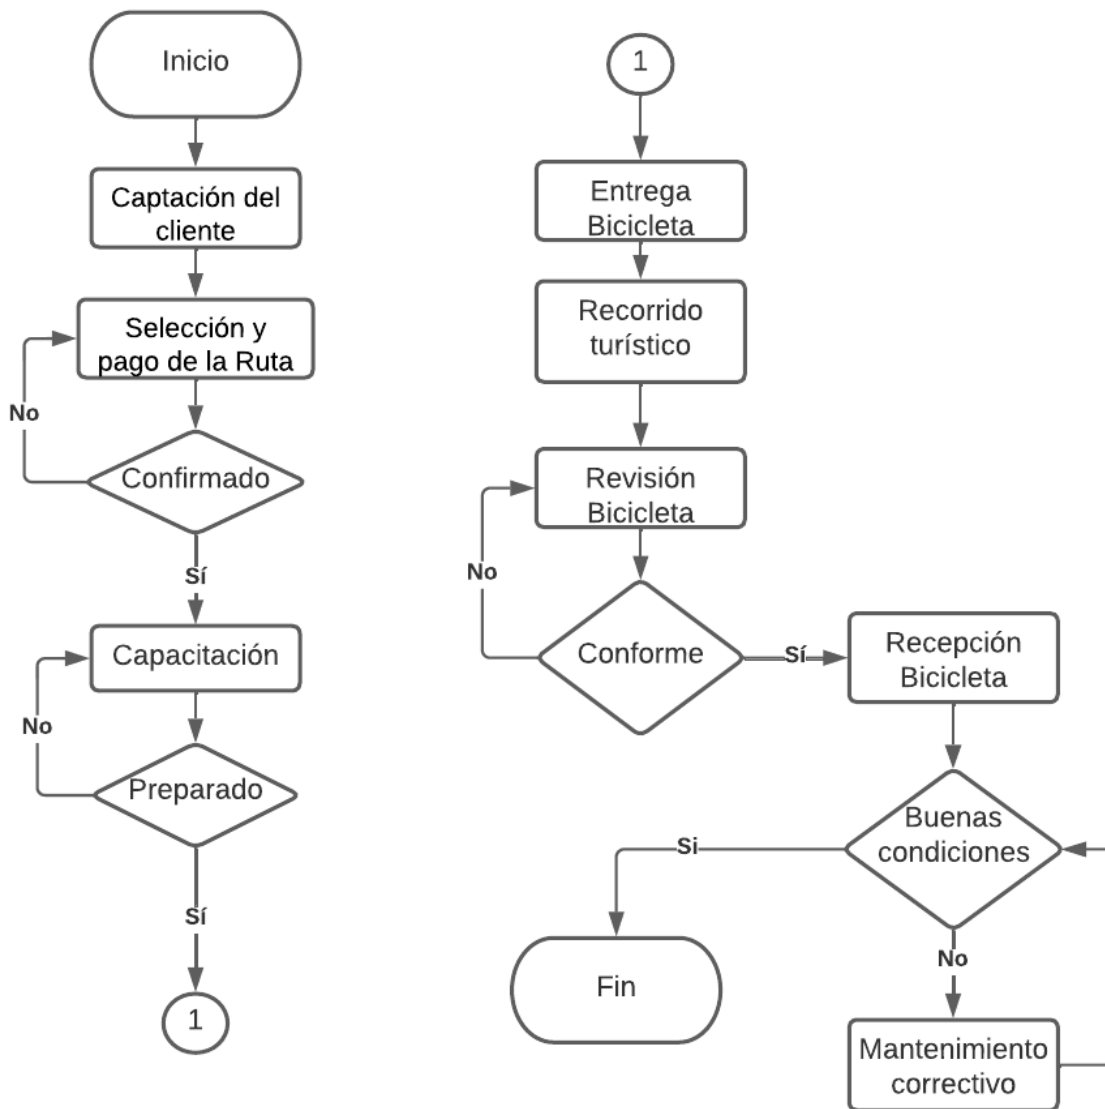 Inicio
Captación del
cliente
Selección y
pago de la Ruta
No
Confirmado
Sí
Capacitación
No
Preparado
Sí
1
1
Entrega
Bicicleta
Recorrido
turístico
Revisión
Bicicleta
No
Conforme
Sí
Recepción
Bicicleta
Buenas
condiciones
Si
Fin
No
Mantenimiento
correctivo